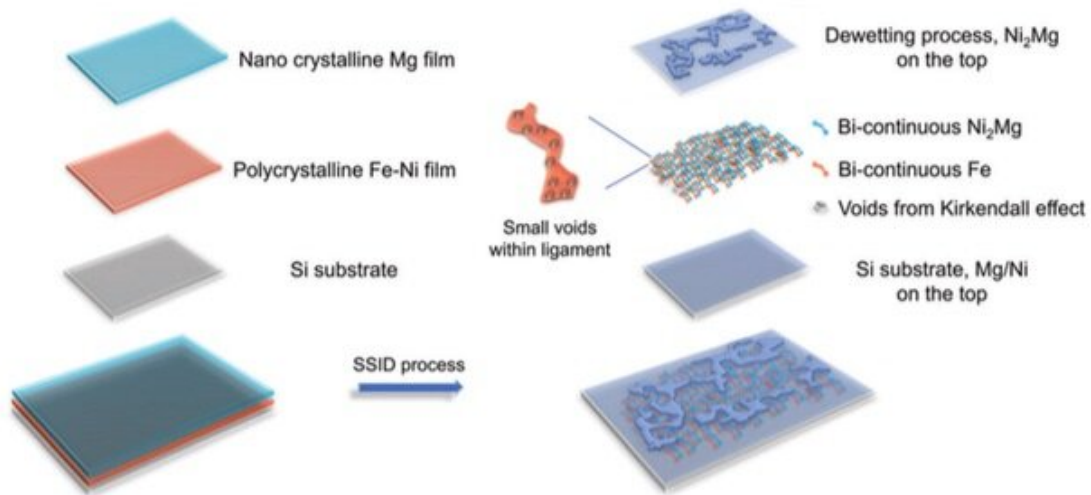 Nano crystalline Mg film
Polycrystalline Fe-Ni film
Si substrate
SSID process
Dewetting process, Ni₂Mg
on the top
Small voids
within ligament
Bi-continuous Ni₂Mg
Bi-continuous Fe
Voids from Kirkendall effect
Si substrate, Mg/Ni
on the top